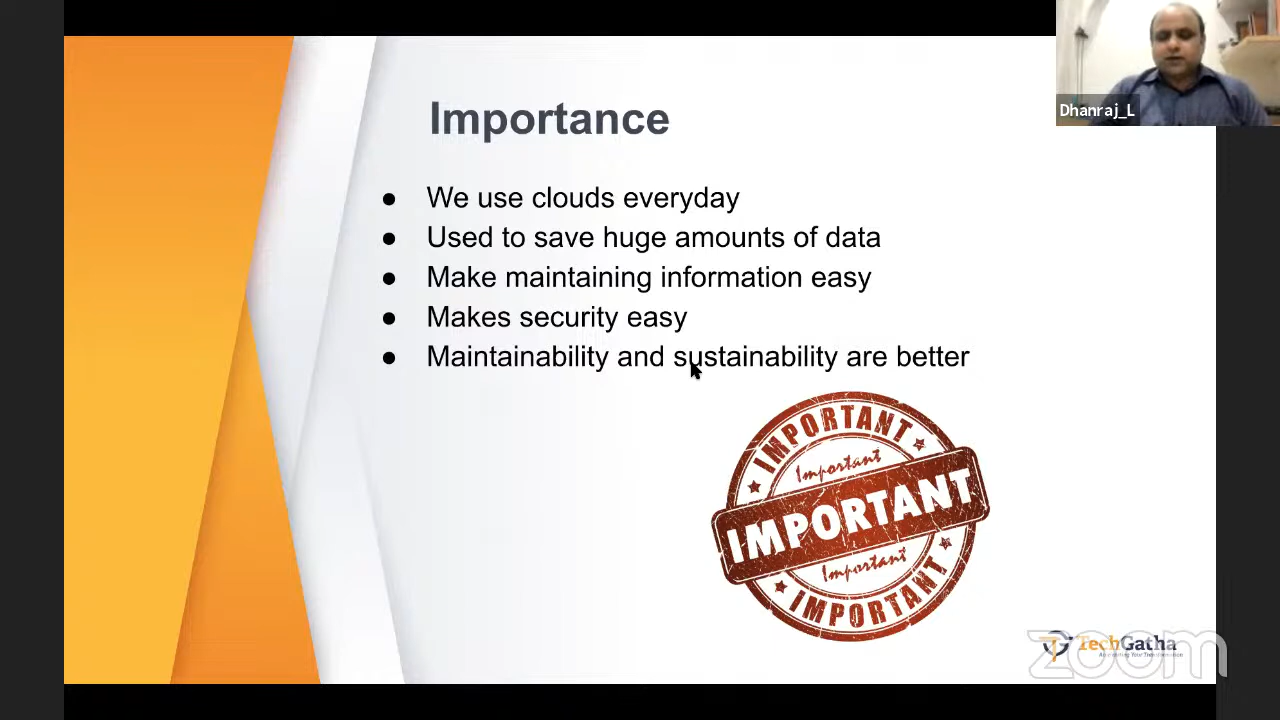 Dhanraj_L
Importance
● We use clouds everyday
● Used to save huge amounts of data
● Make maintaining information easy
● Makes security easy
● Maintainability and sustainability are better
IMPORTANT
Important
IMPORTANT
Important
IMPORTANT
TechGatha
zoom